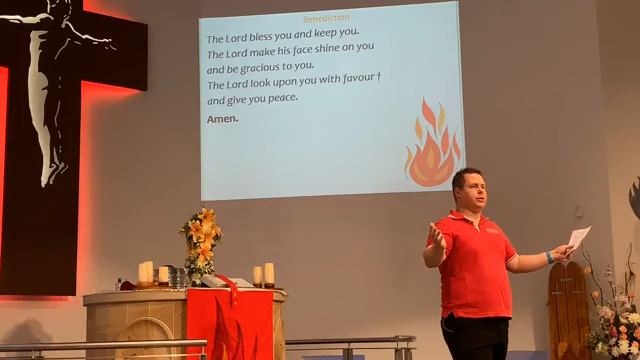 Benediction
The Lord bless you and keep you.
The Lord make his face shine on you
and be gracious to you.
The Lord look upon you with favour †
and give you peace.
Amen.